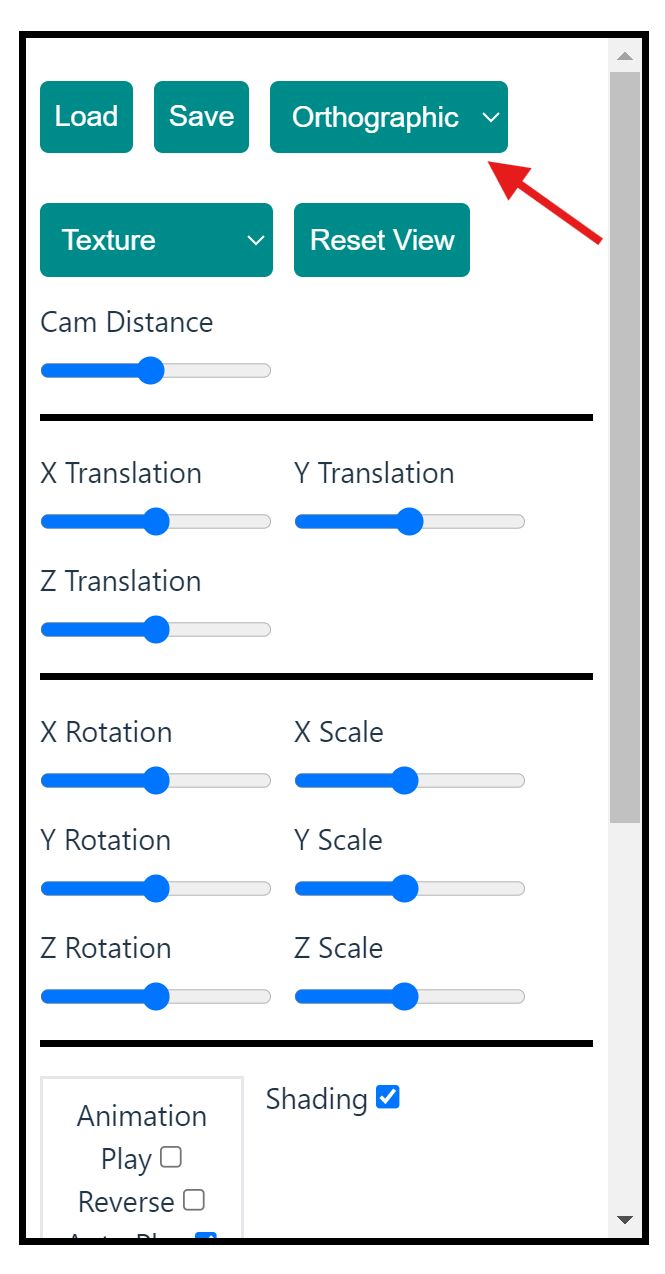 Load Save Orthographic
Texture Reset View
Cam Distance
X Translation Y Translation
Z Translation
X Rotation X Scale
Y Rotation Y Scale
Z Rotation Z Scale
Animation Shading
Play
Reverse